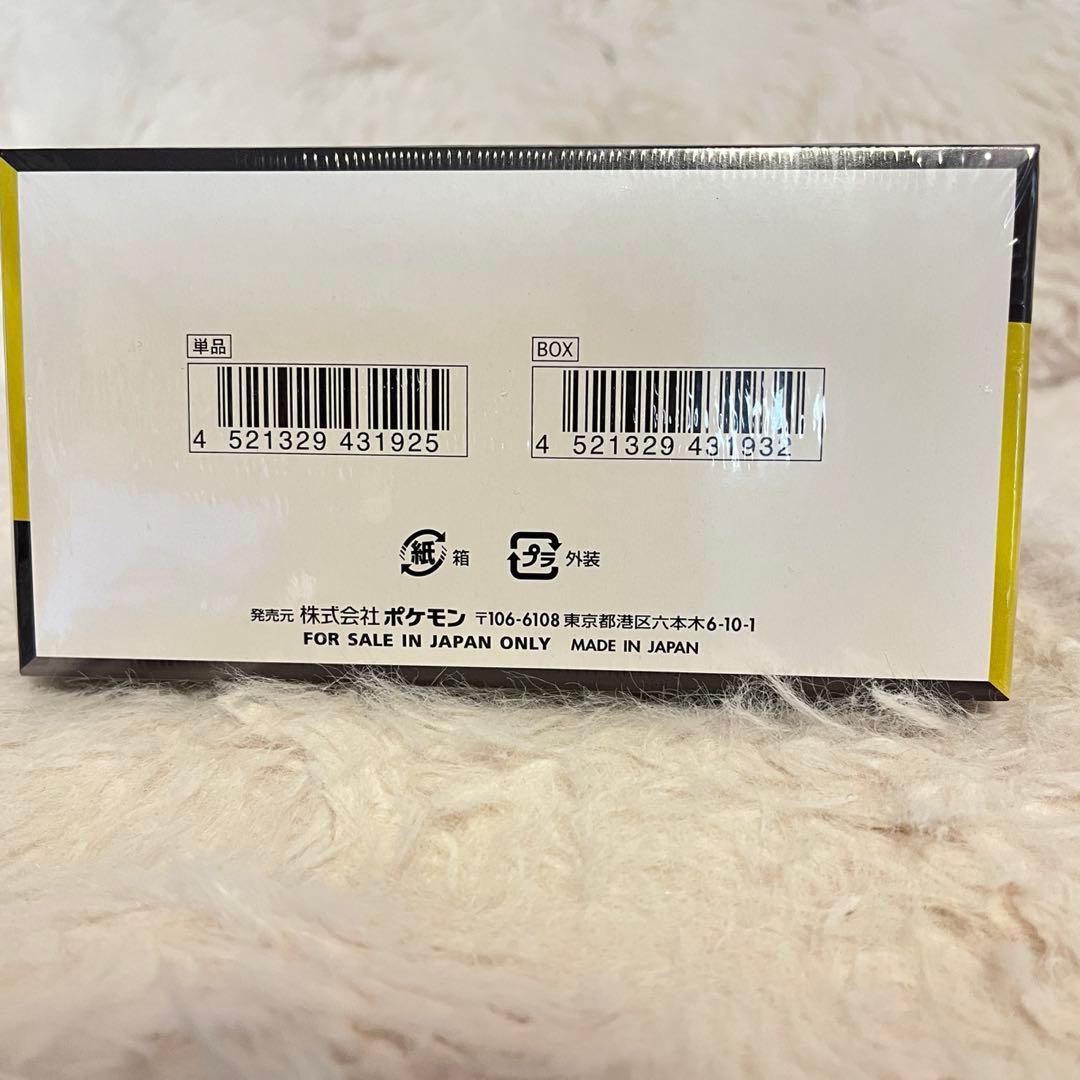 単品
4 521329 431925
BOX
4 521329 431932
紙 箱
プラ 外装
発売元 株式会社 ポケモン 〒106-6108 東京都港区六本木6-10-1
FOR SALE IN JAPAN ONLY MADE IN JAPAN